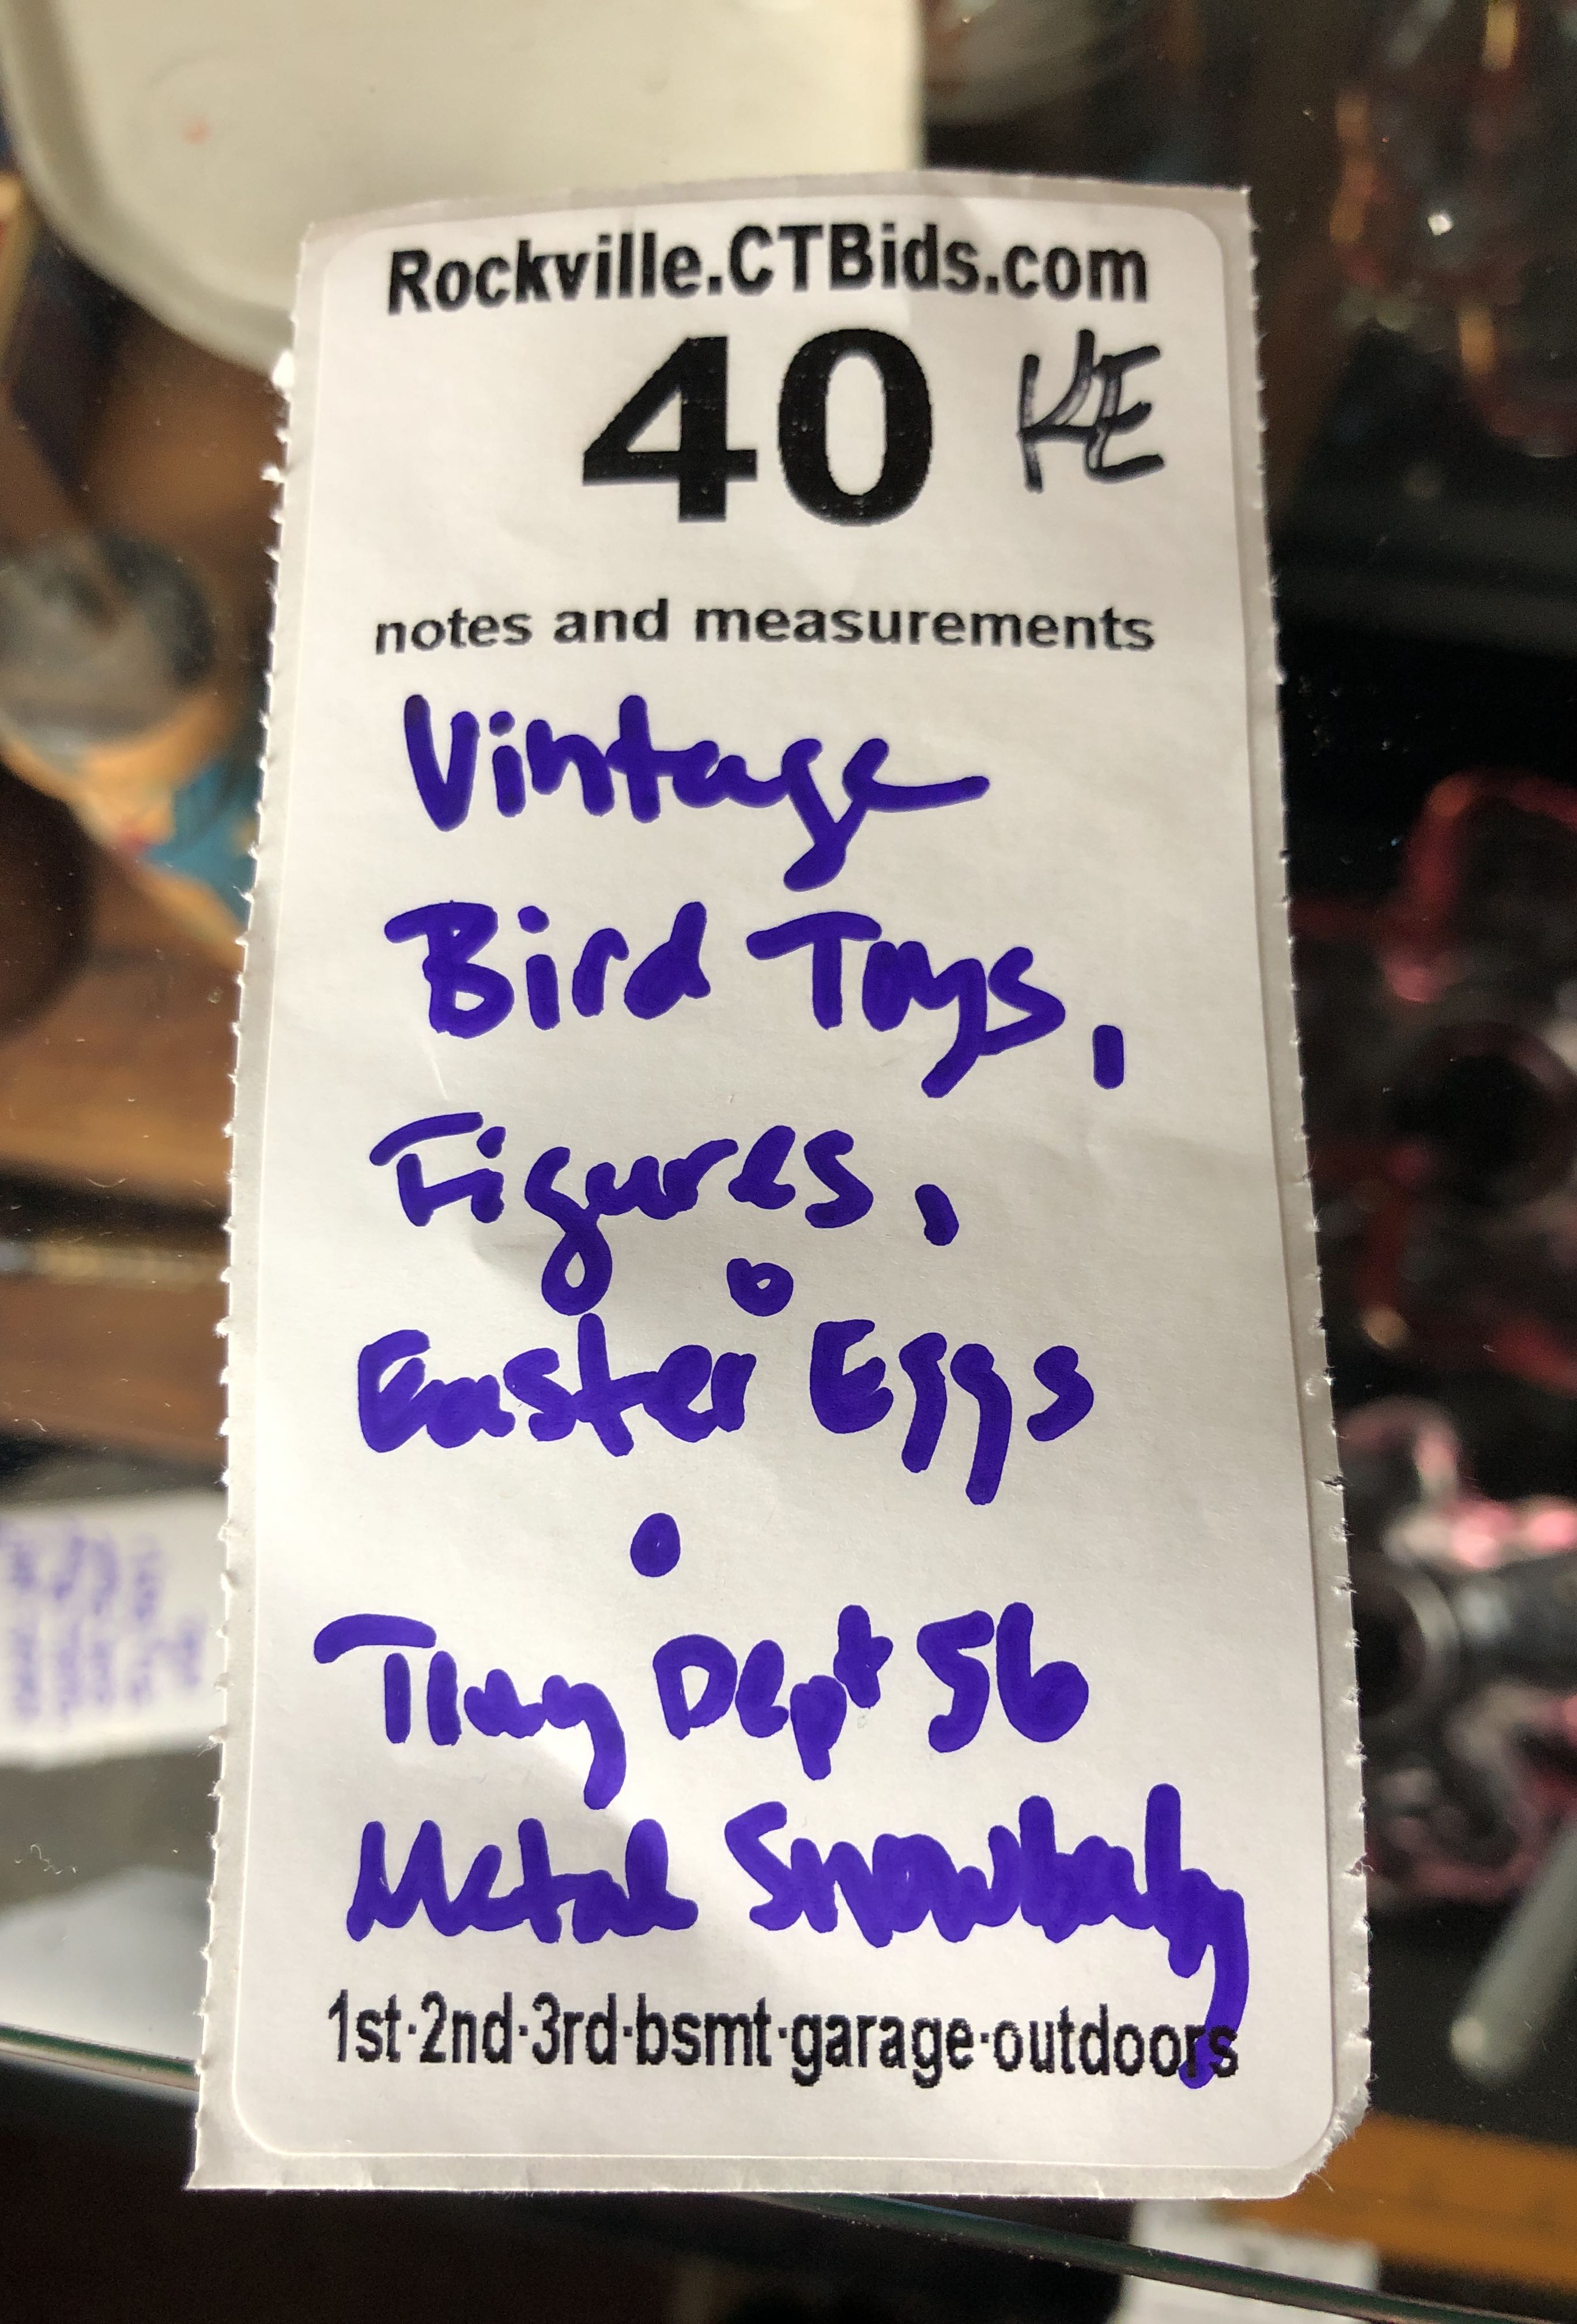 Rockville.CTBids.com
40 KE
notes and measurements
Vintage
Bird Toys,
Figures,
Easter Eggs
Tiny Dept 56
Metal Snowbaby
1st·2nd·3rd·bsmt·garage·outdoors